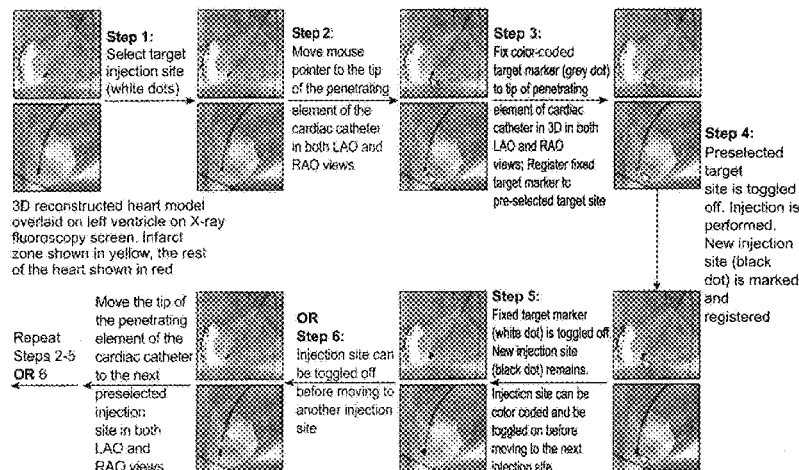 Step 1:
Select target
injection site
(white dots)
3D reconstructed heart model
overlaid on left ventricle on X-ray
fluoroscopy screen. Infarct
zone shown in yellow, the rest
of the heart shown in red
Step 2:
Move mouse
pointer to the tip
of the penetrating
element of the
cardiac catheter
in both LAO and
RAO views
Step 3:
Fix color-coded
target marker (grey dot)
to tip of penetrating
element of cardiac
catheter in 3D in both
LAO and RAO
views; Register fixed
target marker to
pre-selected target site
Step 4:
Preselected
target
site is toggled
off. Injection is
performed.
New injection
site (black
dot) is marked
and
registered
Step 5:
Fixed target marker
(white dot) is toggled off
New injection site
(black dot) remains.
Injection site can be
color coded and be
toggled on before
moving to the next
injection site
OR
Step 6:
Injection site can
be toggled off
before moving to
another injection
site
Move the tip of
the penetrating
element of the
cardiac catheter
to the next
preselected
injection
site in both
LAO and
RAO views
Repeat
Steps 2-5
OR 6